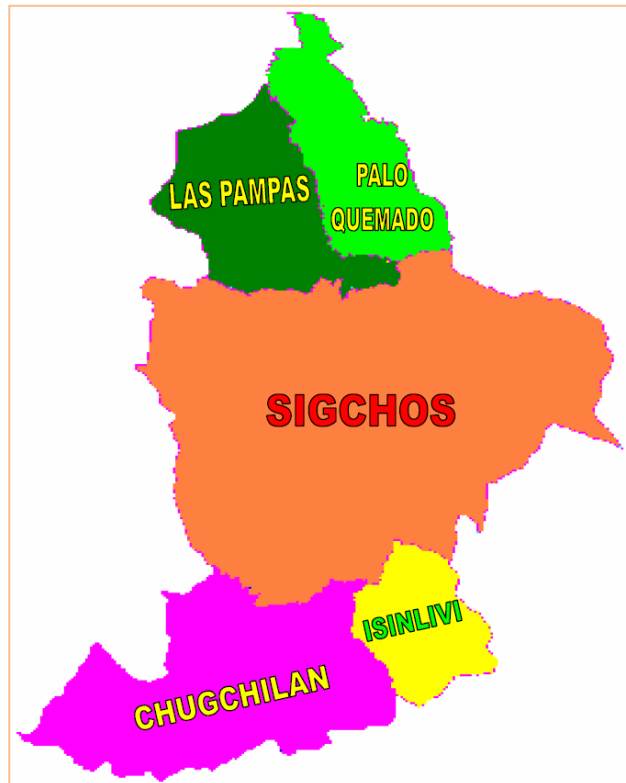 LAS PAMPAS
PALO
QUEMADO
SIGCHOS
ISINLIVI
CHUGCHILAN